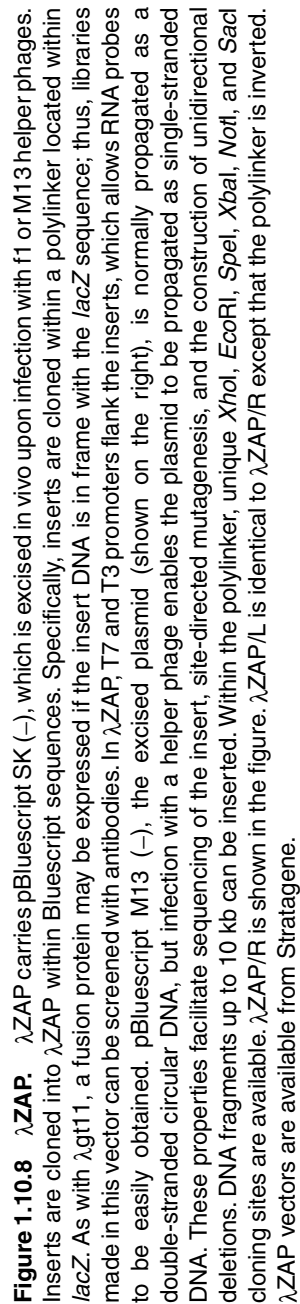 Figure 1.10.8 λZAP. λZAP carries pBluescript SK (−), which is excised in vivo upon infection with f1 or M13 helper phages.
Inserts are cloned into λZAP within Bluescript sequences. Specifically, inserts are cloned within a polylinker located within
lacZ. As with λgt11, a fusion protein may be expressed if the insert DNA is in frame with the lacZ sequence; thus, libraries
made in this vector can be screened with antibodies. In λZAP, T7 and T3 promoters flank the inserts, which allows RNA probes
to be easily obtained. pBluescript M13 (−), the excised plasmid (shown on the right), is normally propagated as a
double-stranded circular DNA, but infection with a helper phage enables the plasmid to be propagated as single-stranded
DNA. These properties facilitate sequencing of the insert, site-directed mutagenesis, and the construction of unidirectional
deletions. DNA fragments up to 10 kb can be inserted. Within the polylinker, unique XhoI, EcoRI, SpeI, XbaI, NotI, and SacI
cloning sites are available. λZAP/R is shown in the figure. λZAP/L is identical to λZAP/R except that the polylinker is inverted.
λZAP vectors are available from Stratagene.